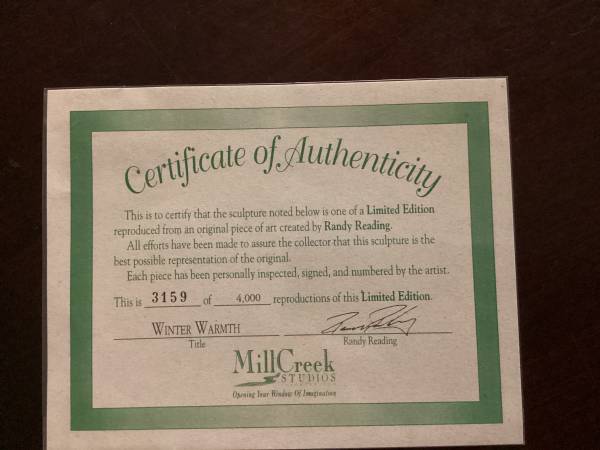 Certificate of Authenticity
This is to certify that the sculpture noted below is one of a Limited Edition
reproduced from an original piece of art created by Randy Reading.
All efforts have been made to assure the collector that this sculpture is the
best possible representation of the original.
Each piece has been personally inspected, signed, and numbered by the artist.
This is 3159 of 4,000 reproductions of this Limited Edition.
WINTER WARMTH
Title
Randy Reading
MillCreek
STUDIOS
Opening Your Window Of Imagination